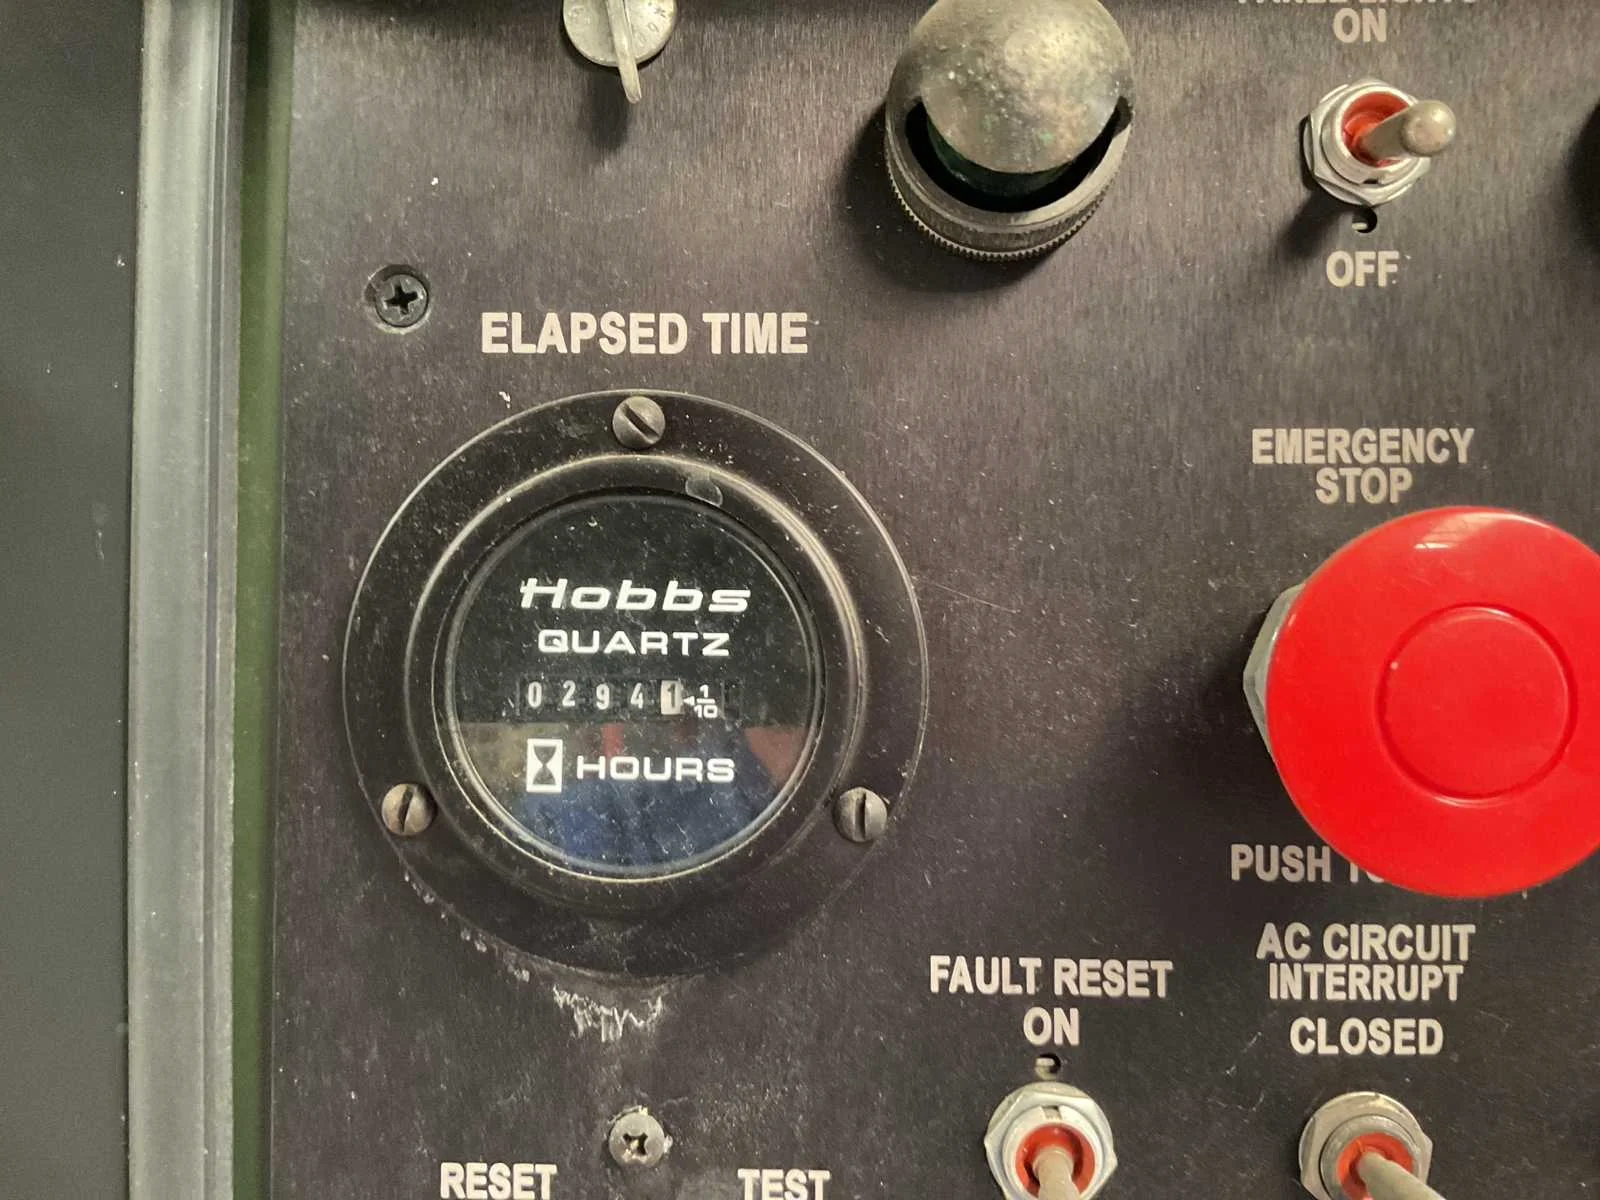 ON
OFF
ELAPSED TIME
EMERGENCY
STOP
Hobbs
QUARTZ
02941 1/10
HOURS
PUSH
AC CIRCUIT
INTERRUPT
CLOSED
FAULT RESET
ON
RESET
TEST